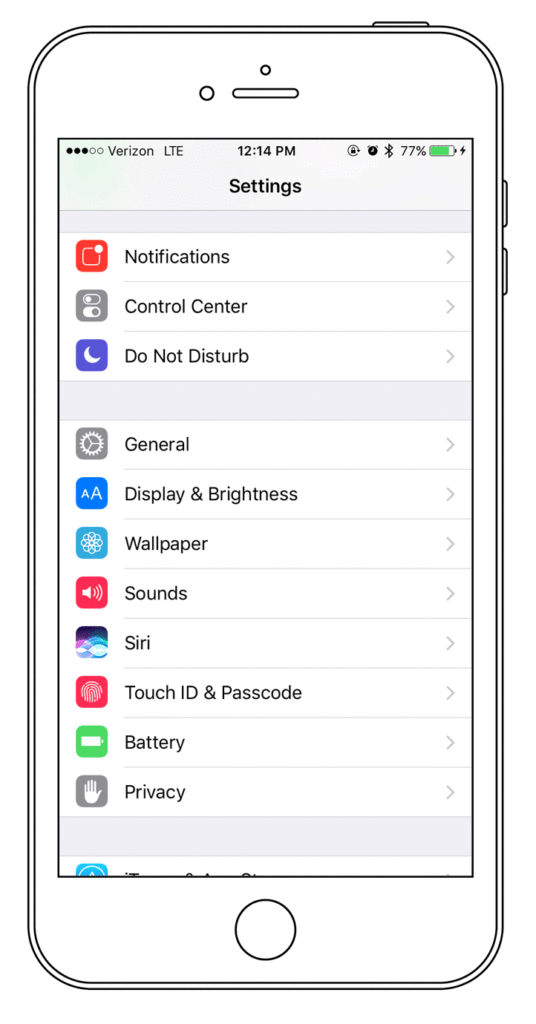 Verizon LTE 12:14 PM 77%
Settings
Notifications
Control Center
Do Not Disturb
General
AA Display & Brightness
Wallpaper
Sounds
Siri
Touch ID & Passcode
Battery
Privacy